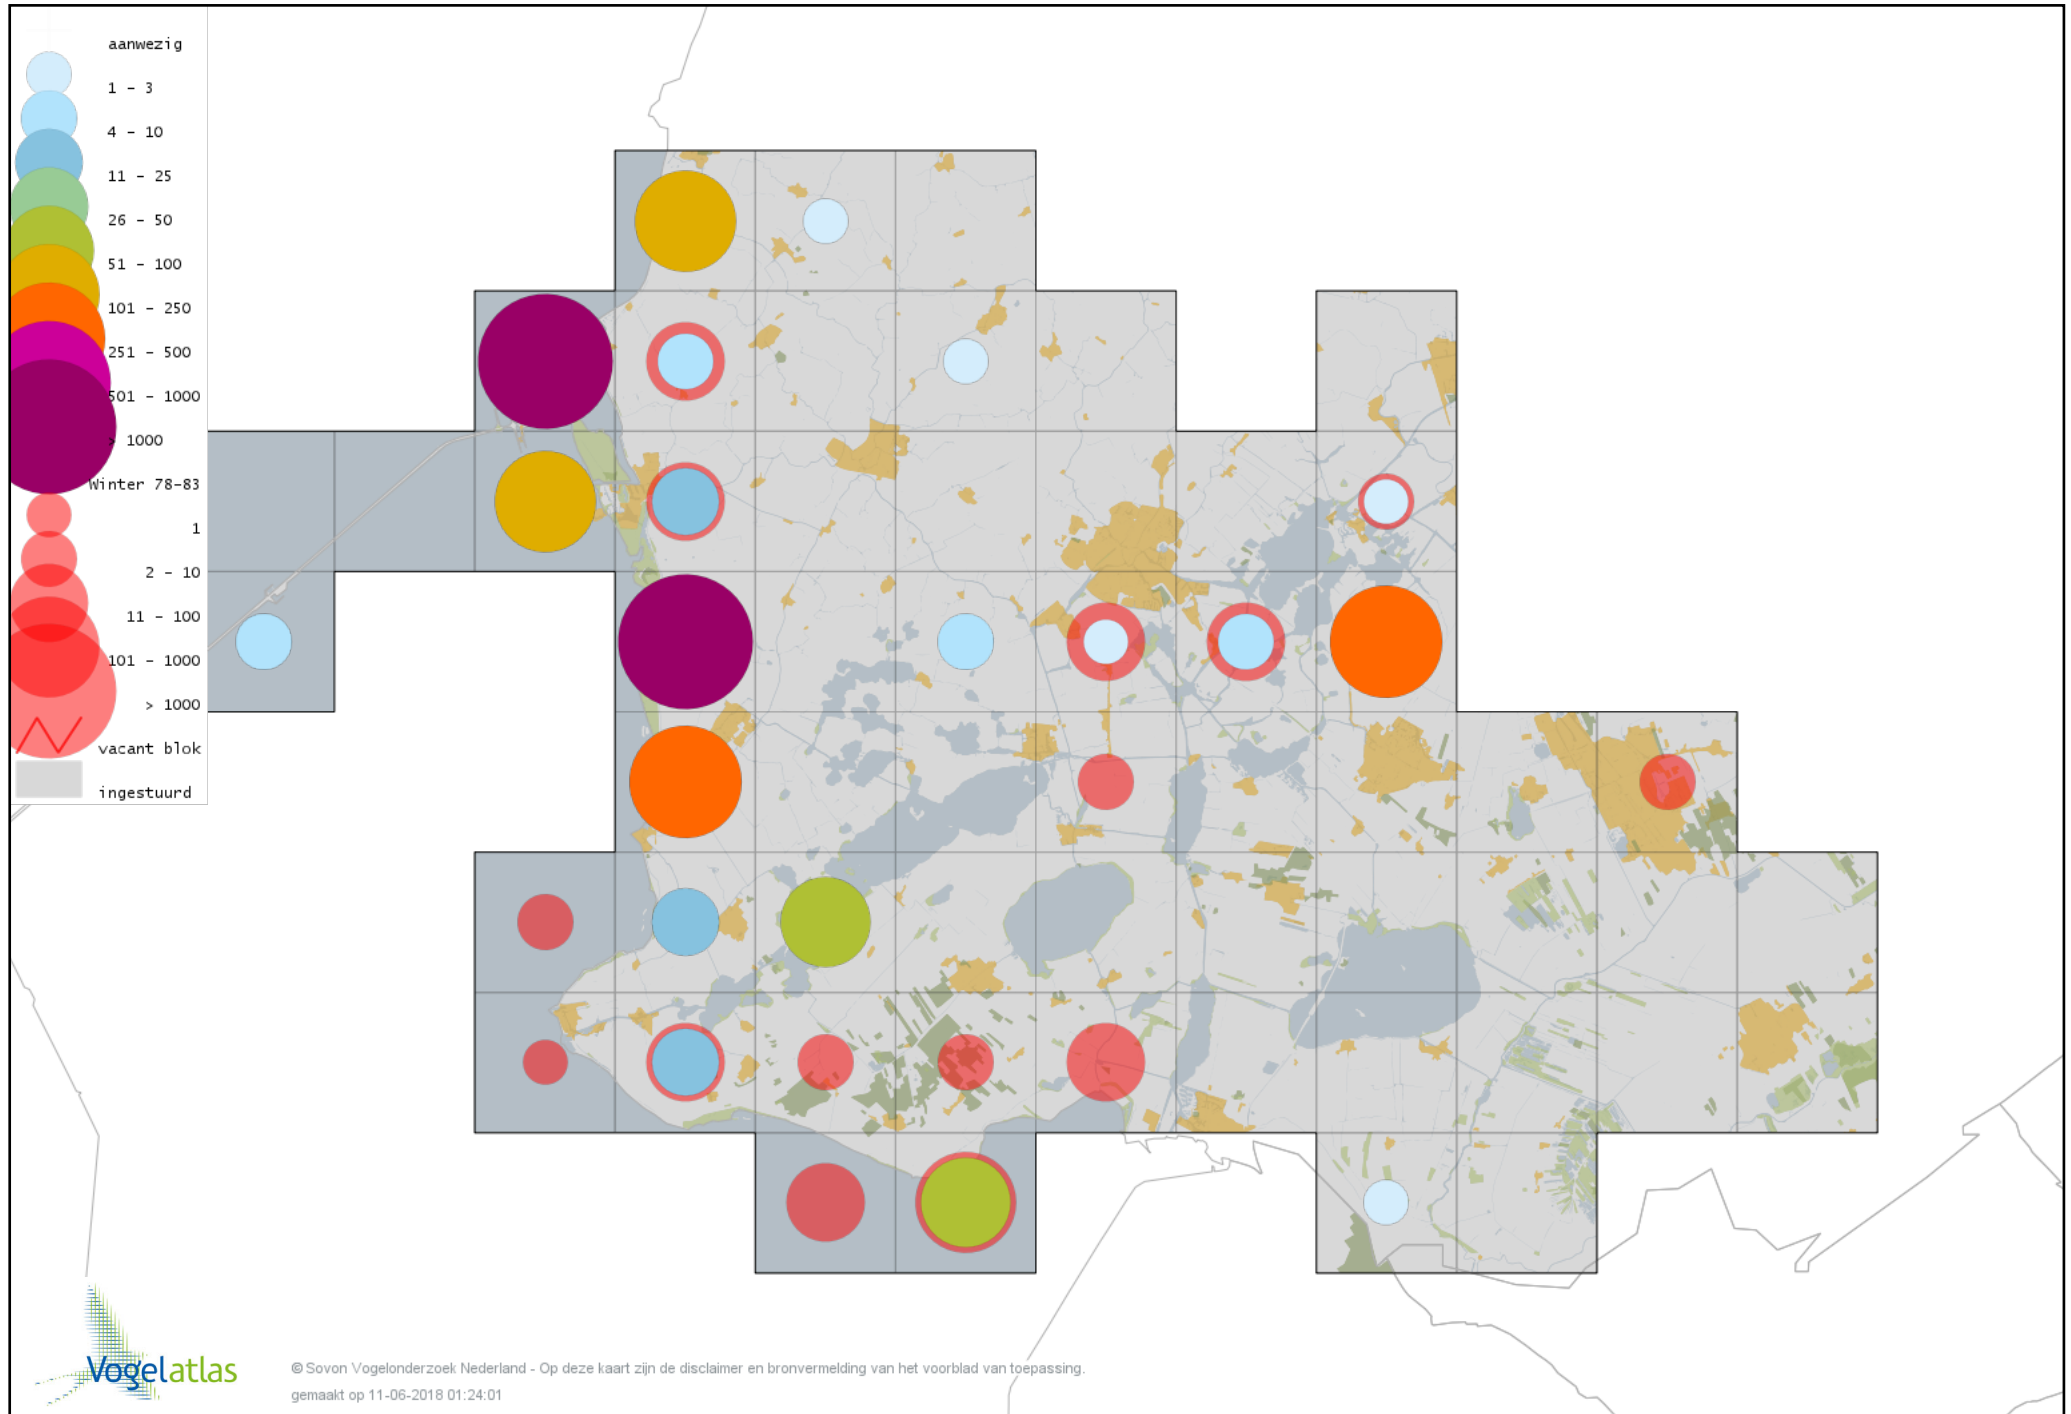 aanwezig
1 - 3
4 - 10
11 - 25
26 - 50
51 - 100
101 - 250
251 - 500
501 - 1000
> 1000
Winter 78-83
1
2 - 10
11 - 100
101 - 1000
> 1000
vacant blok
ingestuurd
Vogelatlas
© Sovon Vogelonderzoek Nederland - Op deze kaart zijn de disclaimer en bronvermelding van het voorblad van toepassing.
gemaakt op 11-06-2018 01:24:01